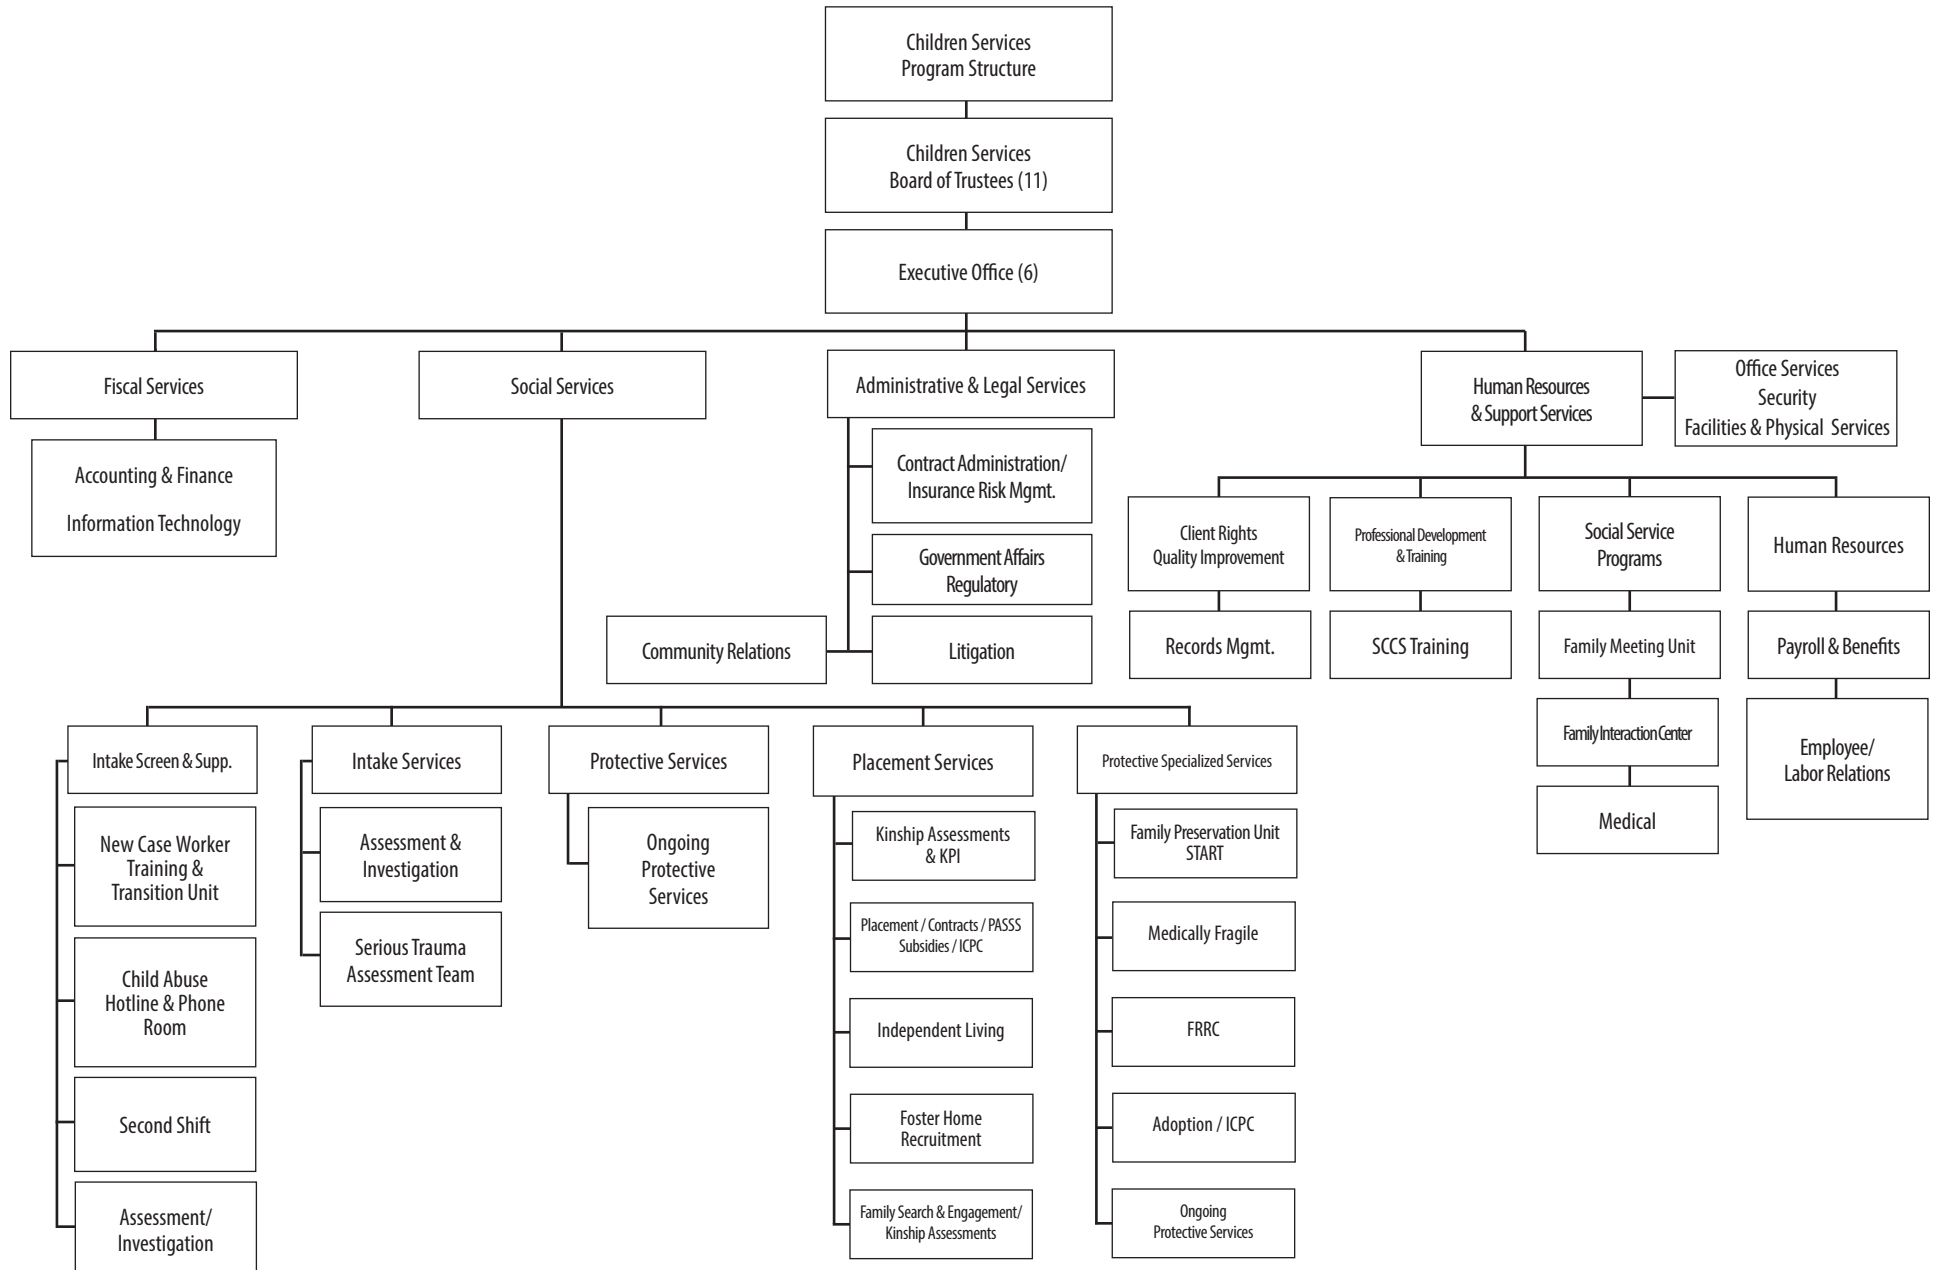 Children Services
Program Structure
Children Services
Board of Trustees (11)
Executive Office (6)
Fiscal Services
Social Services
Administrative & Legal Services
Human Resources
& Support Services
Office Services
Security
Facilities & Physical Services
Accounting & Finance
Information Technology
Contract Administration/
Insurance Risk Mgmt.
Government Affairs
Regulatory
Community Relations
Litigation
Client Rights
Quality Improvement
Records Mgmt.
Professional Development
& Training
SCCS Training
Social Service
Programs
Family Meeting Unit
Family Interaction Center
Medical
Human Resources
Payroll & Benefits
Employee/
Labor Relations
Intake Screen & Supp.
New Case Worker
Training &
Transition Unit
Child Abuse
Hotline & Phone
Room
Second Shift
Assessment/
Investigation
Intake Services
Assessment &
Investigation
Serious Trauma
Assessment Team
Protective Services
Ongoing
Protective
Services
Placement Services
Kinship Assessments
& KPI
Placement / Contracts / PASSS
Subsidies / ICPC
Independent Living
Foster Home
Recruitment
Family Search & Engagement/
Kinship Assessments
Protective Specialized Services
Family Preservation Unit
START
Medically Fragile
FRRC
Adoption / ICPC
Ongoing
Protective Services